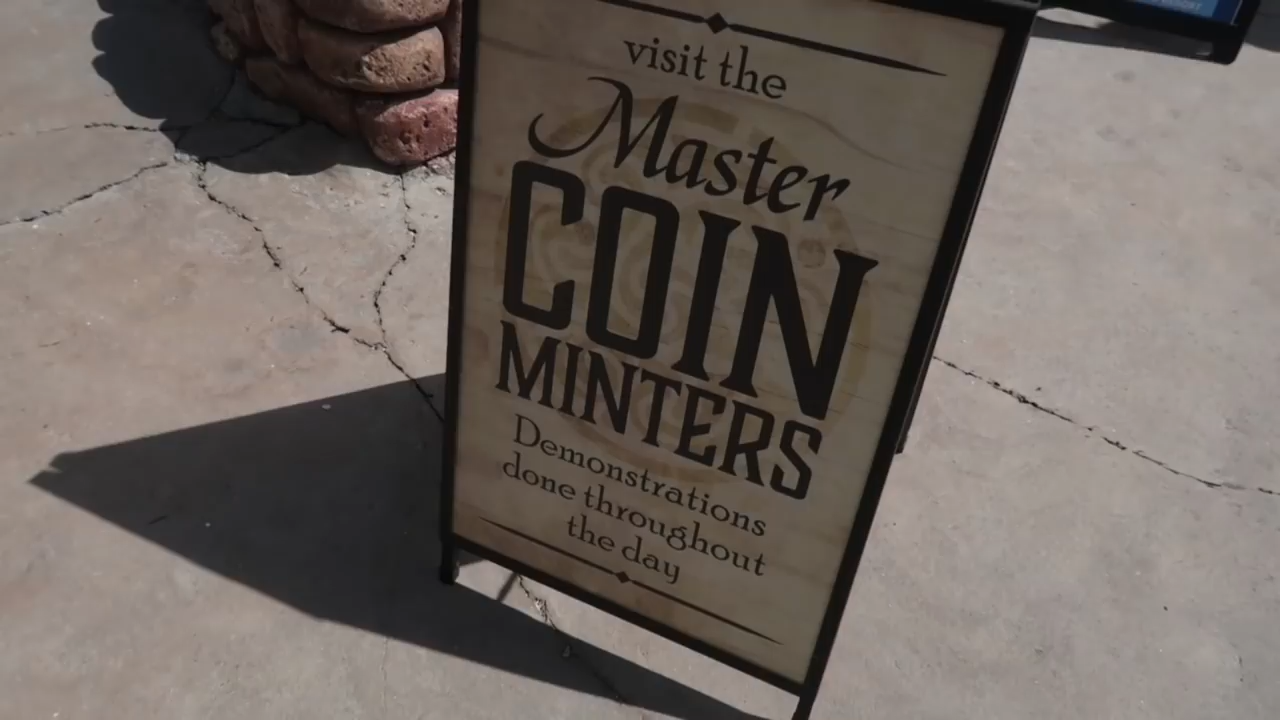 visit the
Master
COIN
MINTERS
Demonstrations
done throughout
the day